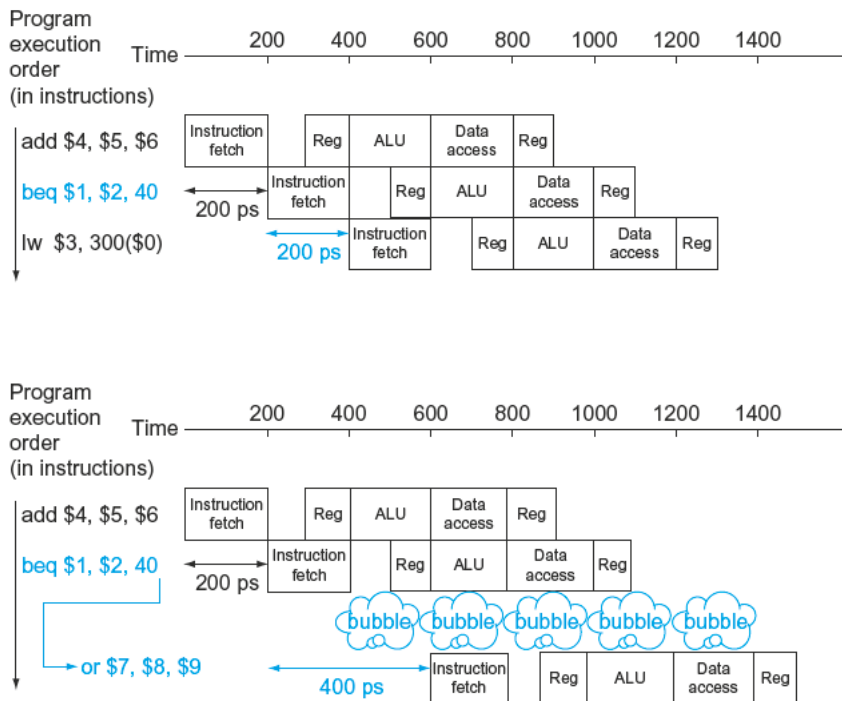 Program
execution
order
(in instructions)
Time
200 400 600 800 1000 1200 1400
add $4, $5, $6
Instruction
fetch
Reg
ALU
Data
access
Reg
beq $1, $2, 40
200 ps
Instruction
fetch
Reg
ALU
Data
access
Reg
lw $3, 300($0)
200 ps
Instruction
fetch
Reg
ALU
Data
access
Reg
Program
execution
order
(in instructions)
Time
200 400 600 800 1000 1200 1400
add $4, $5, $6
Instruction
fetch
Reg
ALU
Data
access
Reg
beq $1, $2, 40
200 ps
Instruction
fetch
Reg
ALU
Data
access
Reg
bubble bubble bubble bubble bubble
or $7, $8, $9
400 ps
Instruction
fetch
Reg
ALU
Data
access
Reg